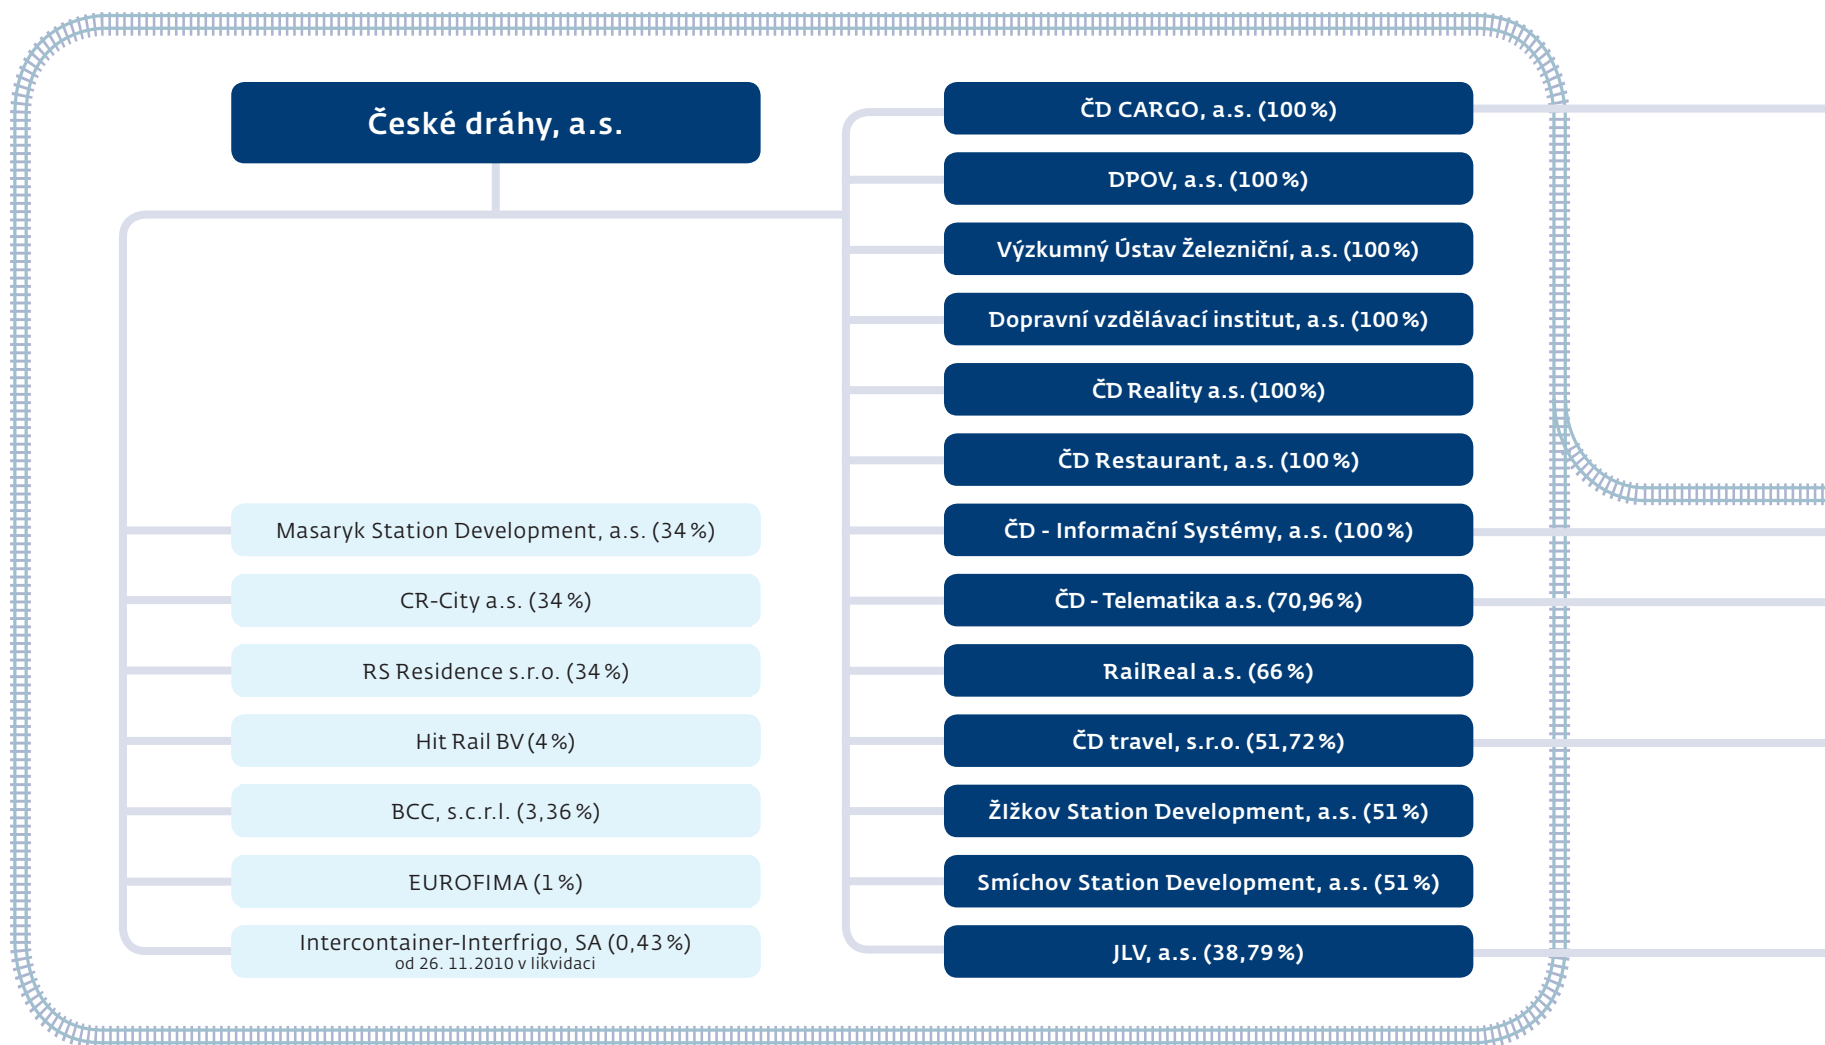 České dráhy, a.s.
Masaryk Station Development, a.s. (34 %)
CR-City a.s. (34 %)
RS Residence s.r.o. (34 %)
Hit Rail BV (4 %)
BCC, s.c.r.l. (3,36 %)
EUROFIMA (1 %)
Intercontainer-Interfrigo, SA (0,43 %)
od 26. 11.2010 v likvidaci
ČD CARGO, a.s. (100 %)
DPOV, a.s. (100 %)
Výzkumný Ústav Železniční, a.s. (100 %)
Dopravní vzdělávací institut, a.s. (100 %)
ČD Reality a.s. (100 %)
ČD Restaurant, a.s. (100 %)
ČD - Informační Systémy, a.s. (100 %)
ČD - Telematika a.s. (70,96 %)
RailReal a.s. (66 %)
ČD travel, s.r.o. (51,72 %)
ŽIžkov Station Development, a.s. (51 %)
Smíchov Station Development, a.s. (51 %)
JLV, a.s. (38,79 %)